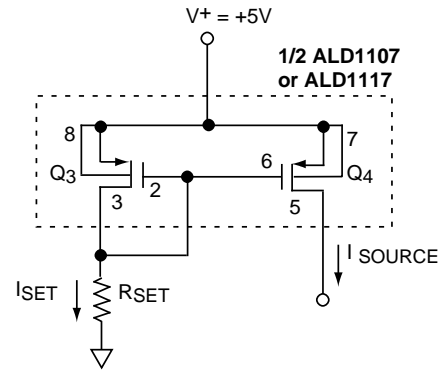 V+ = +5V
1/2 ALD1107
or ALD1117
8
7
Q3
2
6
Q4
3
5
I SOURCE
ISET
RSET